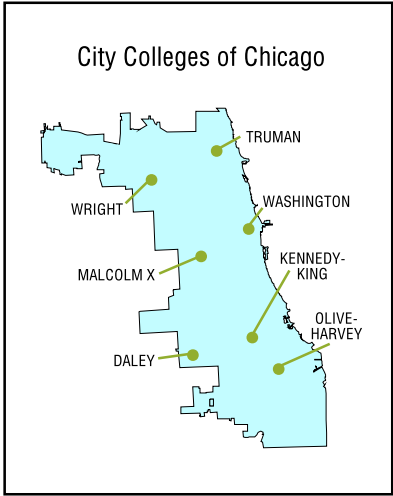 City Colleges of Chicago
TRUMAN
WRIGHT
WASHINGTON
MALCOLM X
KENNEDY-
KING
OLIVE-
HARVEY
DALEY